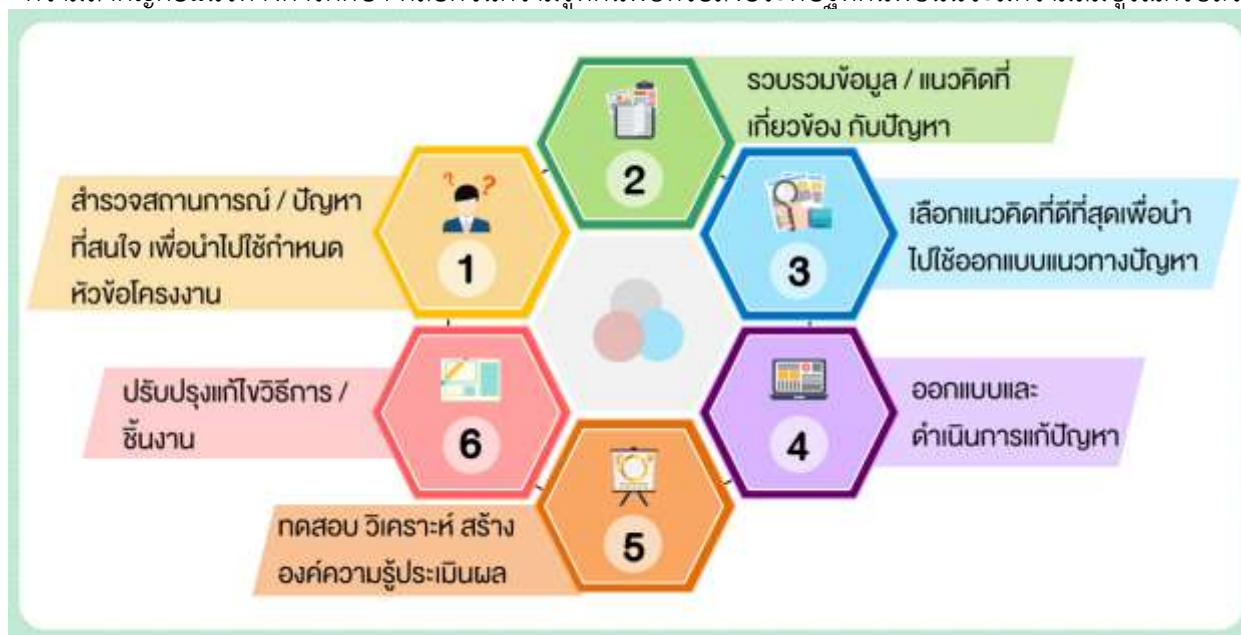 1
สำรวจสถานการณ์ / ปัญหา
ที่สนใจ เพื่อนำไปใช้กำหนด
หัวข้อโครงงาน
2
รวบรวมข้อมูล / แนวคิดที่
เกี่ยวข้อง กับปัญหา
3
เลือกแนวคิดที่ดีที่สุดเพื่อนำ
ไปใช้ออกแบบแนวทางปัญหา
4
ออกแบบและ
ดำเนินการแก้ปัญหา
5
ทดสอบ วิเคราะห์ สร้าง
องค์ความรู้ประเมินผล
6
ปรับปรุงแก้ไขวิธีการ /
ชิ้นงาน